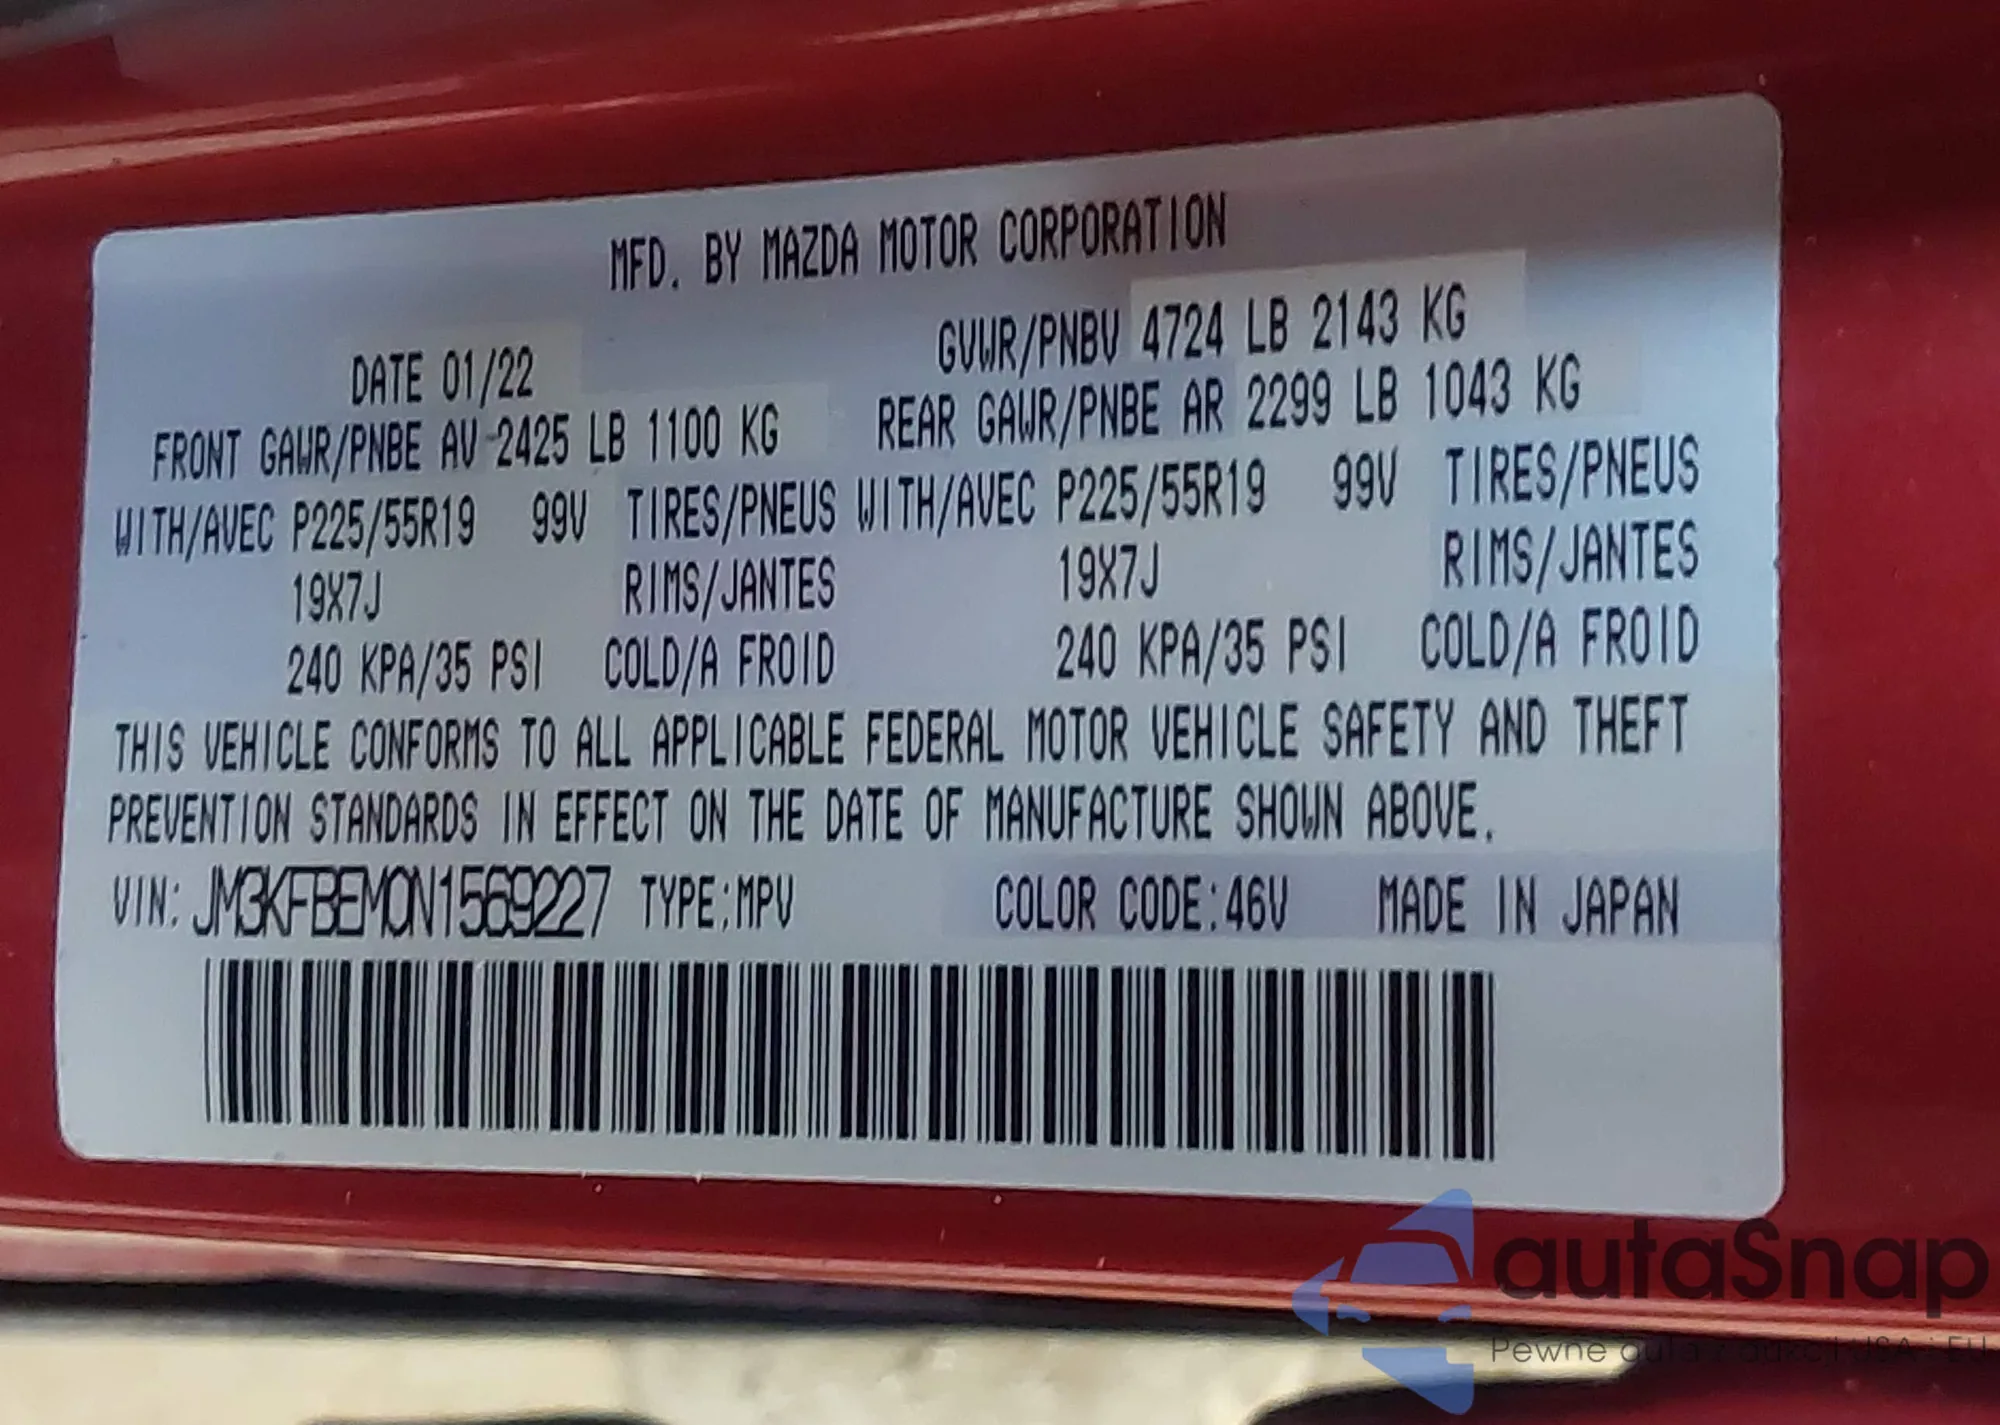 MFD. BY MAZDA MOTOR CORPORATION
DATE 01/22 GVWR/PNBV 4724 LB 2143 KG
FRONT GAWR/PNBE AV 2425 LB 1100 KG REAR GAWR/PNBE AR 2299 LB 1043 KG
WITH/AVEC P225/55R19 99V TIRES/PNEUS WITH/AVEC P225/55R19 99V TIRES/PNEUS
19X7J RIMS/JANTES 19X7J RIMS/JANTES
240 KPA/35 PSI COLD/A FROID 240 KPA/35 PSI COLD/A FROID
THIS VEHICLE CONFORMS TO ALL APPLICABLE FEDERAL MOTOR VEHICLE SAFETY AND THEFT
PREVENTION STANDARDS IN EFFECT ON THE DATE OF MANUFACTURE SHOWN ABOVE.
VIN: JM3KFBEM0N1569227 TYPE:MPV COLOR CODE:46V MADE IN JAPAN
autaSnap
Pewne auta z aukcji USA i EU